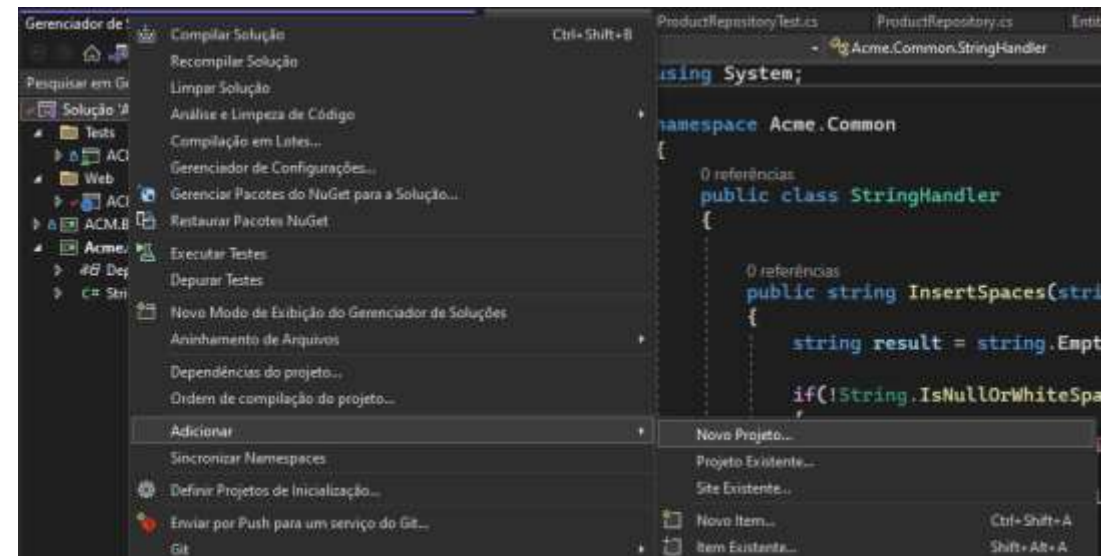 Gerenciador de
Pesquisar em Ge
Solução 'A
Tests
ACM
Web
ACM
ACM.B
Acme.
Dep
C# Stri
Compilar Solução Ctrl+Shift+B
Recompilar Solução
Limpar Solução
Análise e Limpeza de Código
Compilação em Lotes...
Gerenciador de Configurações...
Gerenciar Pacotes do NuGet para a Solução...
Restaurar Pacotes NuGet
Executar Testes
Depurar Testes
Novo Modo de Exibição do Gerenciador de Soluções
Aninhamento de Arquivos
Dependências do projeto...
Ordem de compilação do projeto...
Adicionar
Sincronizar Namespaces
Definir Projetos de Inicialização...
Enviar por Push para um serviço do Git...
Git
Novo Projeto...
Projeto Existente...
Site Existente...
Novo Item... Ctrl+Shift+A
Item Existente... Shift+Alt+A
ProductRepositoryTest.cs ProductRepository.cs Entit
Acme.Common.StringHandler
using System;
namespace Acme.Common
{
0 referências
public class StringHandler
{
0 referências
public string InsertSpaces(stri
{
string result = string.Empt
if(!String.IsNullOrWhiteSpa
{